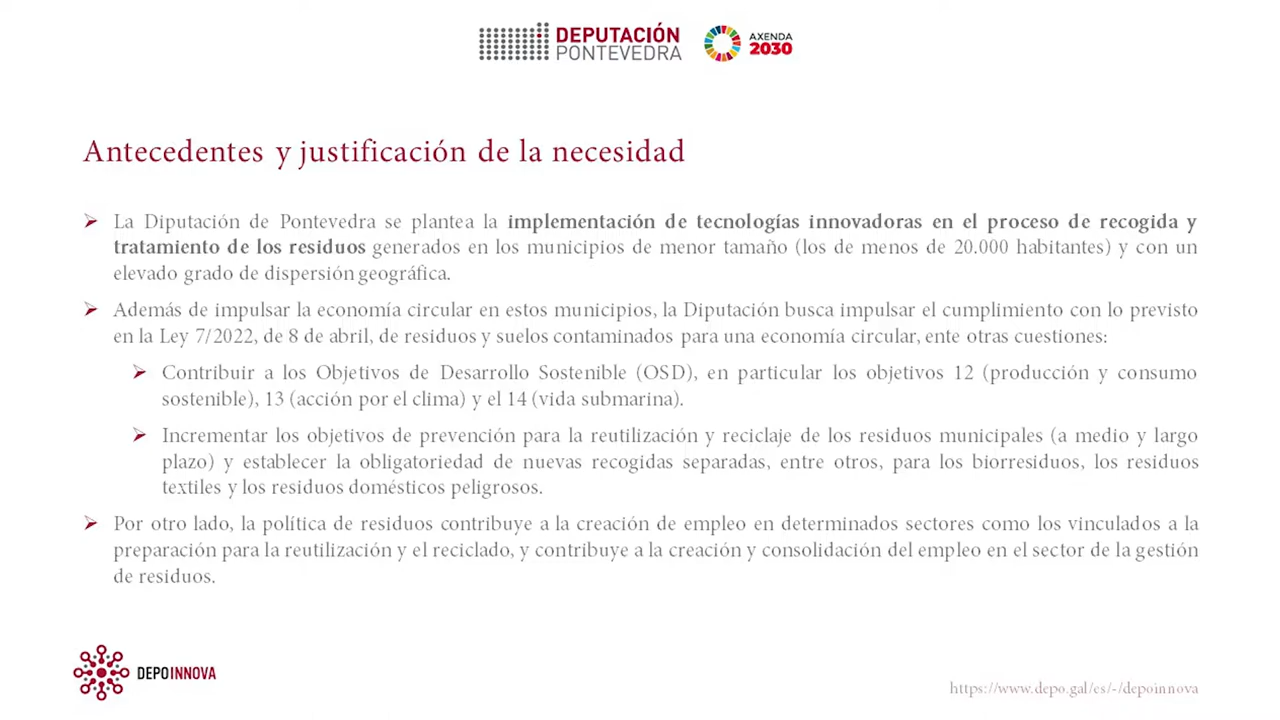 DEPUTACIÓN
PONTEVEDRA
AXENDA
2030
Antecedentes y justificación de la necesidad
La Diputación de Pontevedra se plantea la implementación de tecnologías innovadoras en el proceso de recogida y
tratamiento de los residuos generados en los municipios de menor tamaño (los de menos de 20.000 habitantes) y con un
elevado grado de dispersión geográfica.
Además de impulsar la economía circular en estos municipios, la Diputación busca impulsar el cumplimiento con lo previsto
en la Ley 7/2022, de 8 de abril, de residuos y suelos contaminados para una economía circular, ente otras cuestiones:
Contribuir a los Objetivos de Desarrollo Sostenible (OSD), en particular los objetivos 12 (producción y consumo
sostenible), 13 (acción por el clima) y el 14 (vida submarina).
Incrementar los objetivos de prevención para la reutilización y reciclaje de los residuos municipales (a medio y largo
plazo) y establecer la obligatoriedad de nuevas recogidas separadas, entre otros, para los biorresiduos, los residuos
textiles y los residuos domésticos peligrosos.
Por otro lado, la política de residuos contribuye a la creación de empleo en determinados sectores como los vinculados a la
preparación para la reutilización y el reciclado, y contribuye a la creación y consolidación del empleo en el sector de la gestión
de residuos.
DEPOINNOVA
https://www.depo.gal/es/-/depoinnova